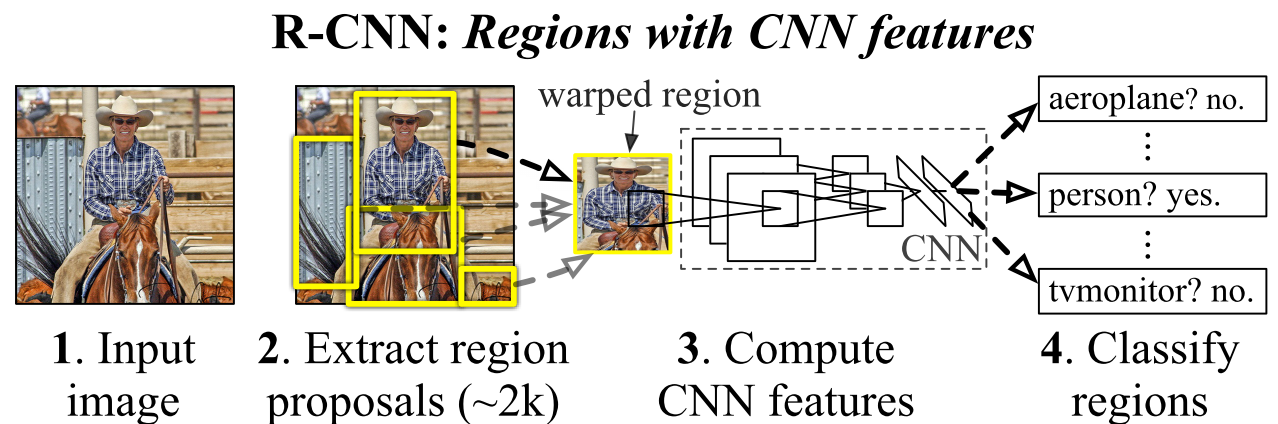 R-CNN: Regions with CNN features
warped region
aeroplane? no.
person? yes.
tvmonitor? no.
CNN
1. Input image
2. Extract region proposals (~2k)
3. Compute CNN features
4. Classify regions